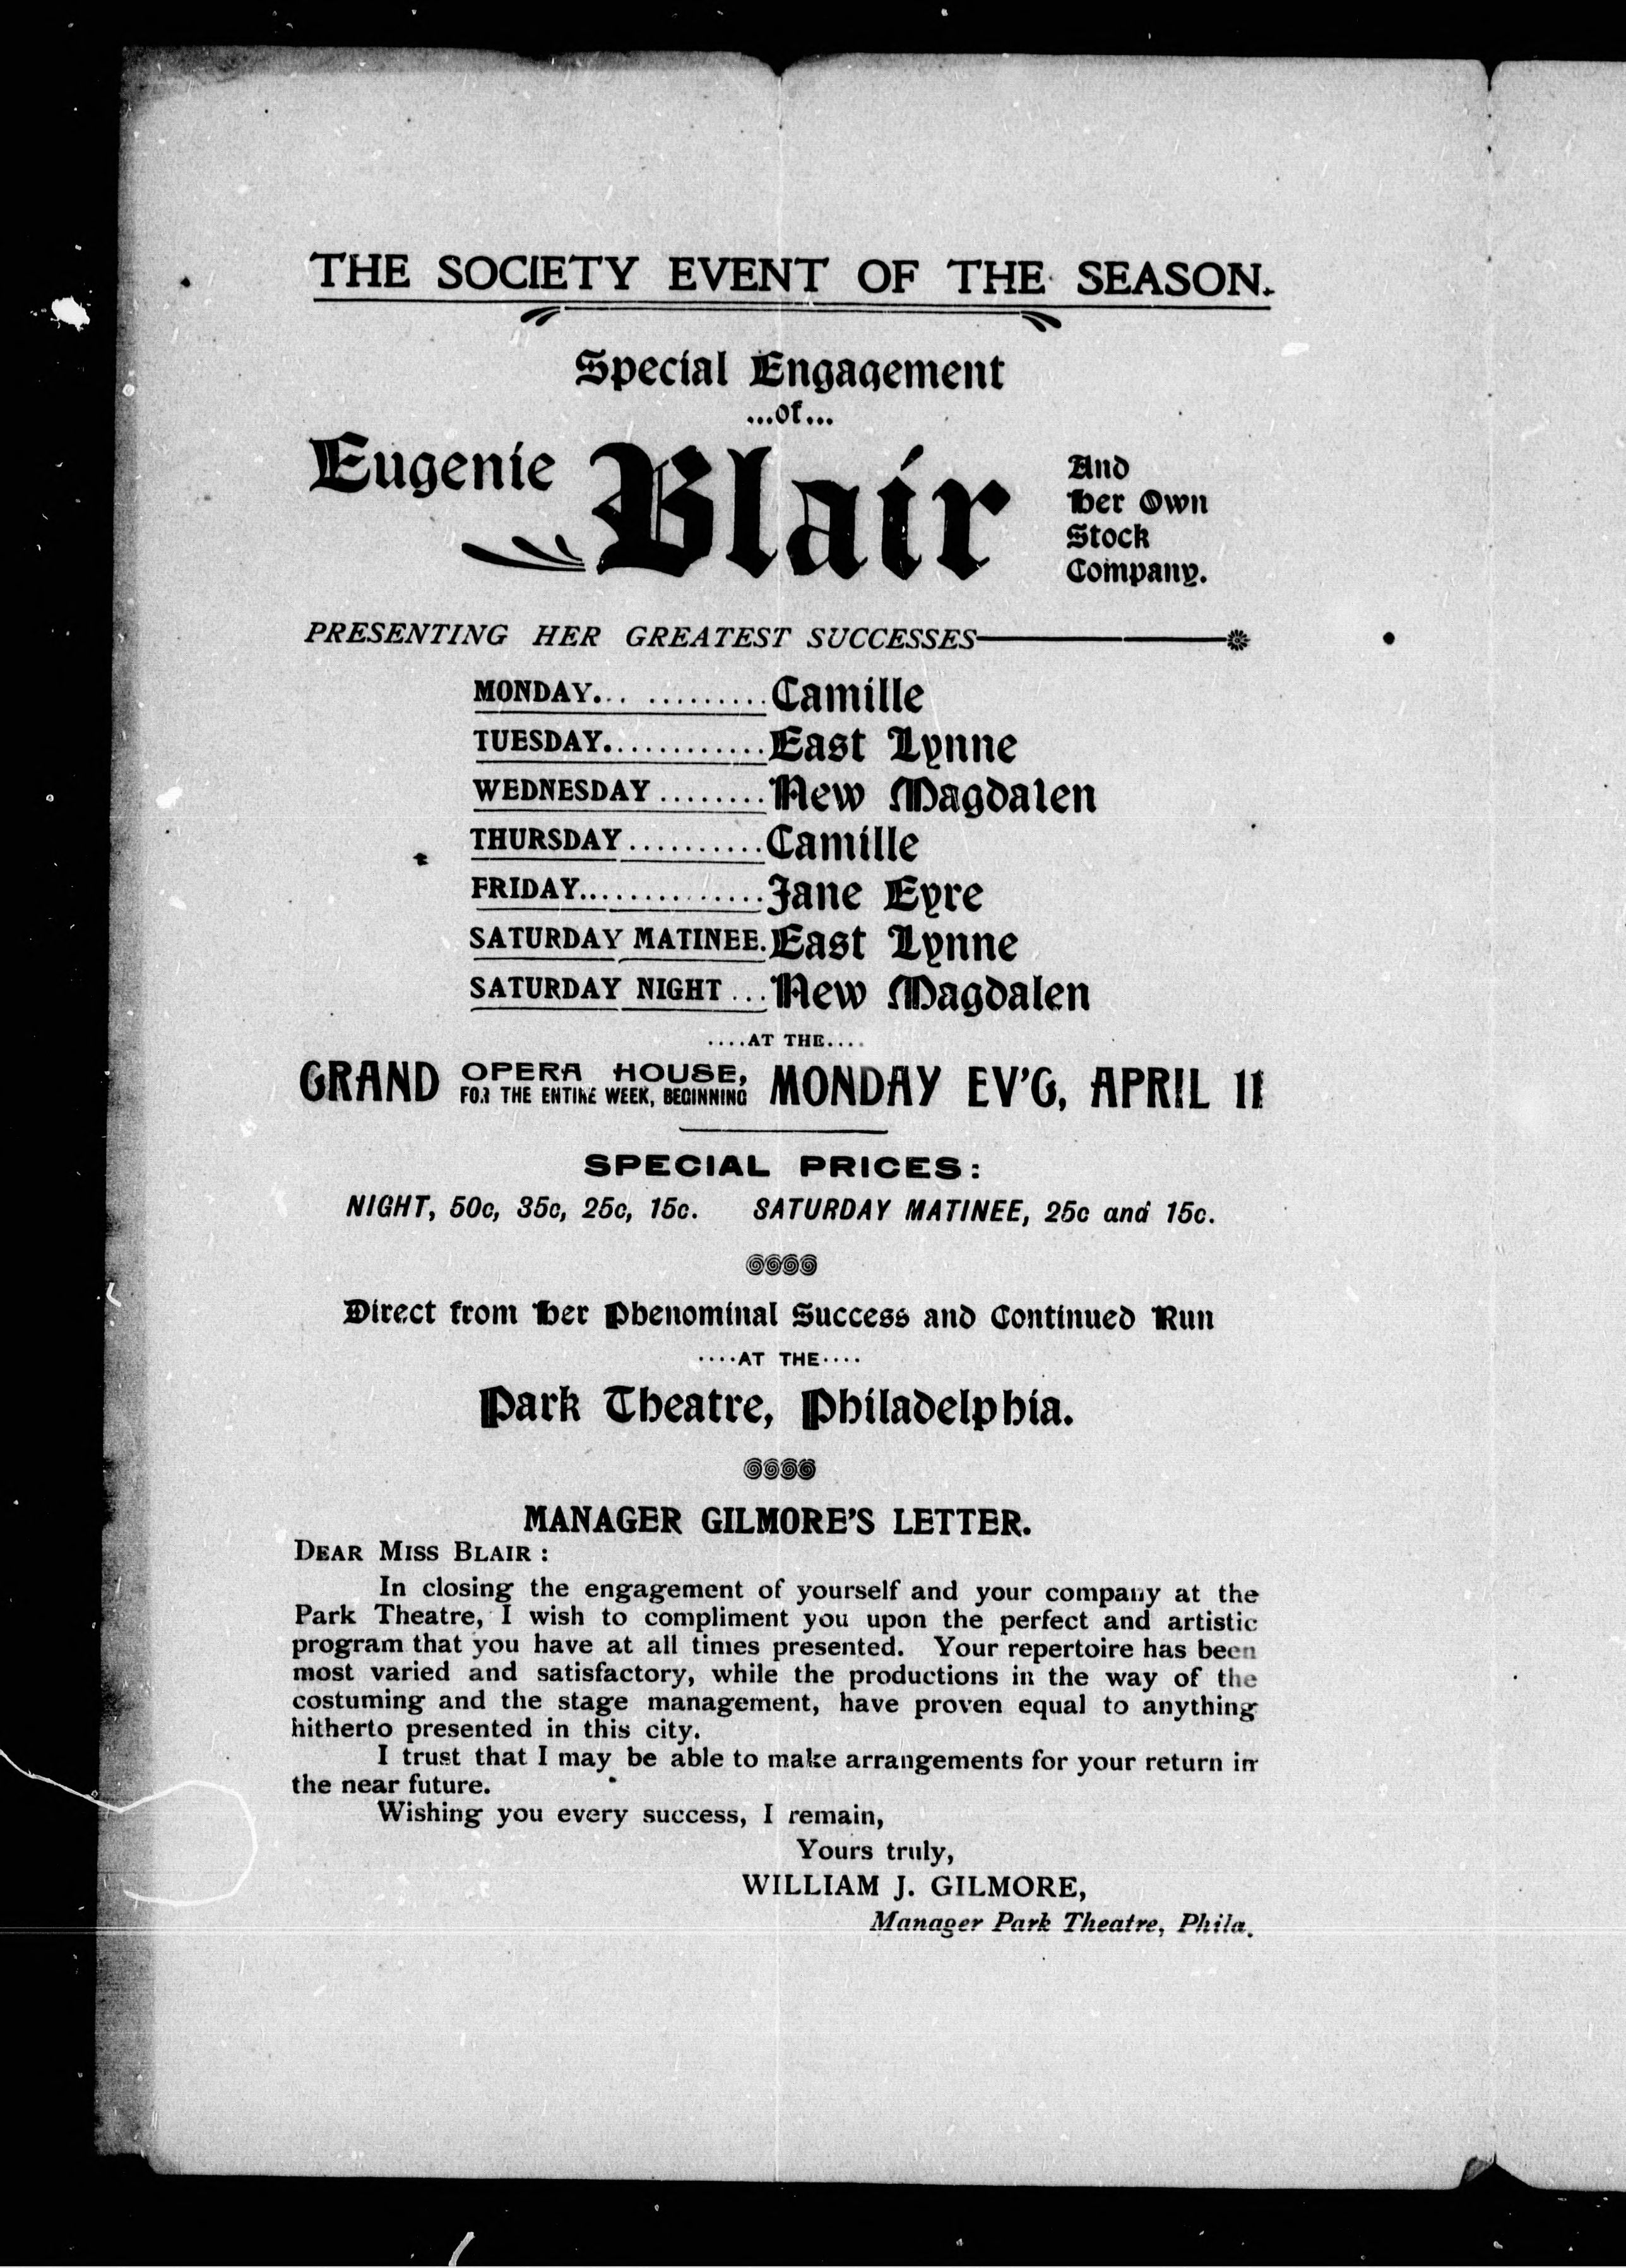 THE SOCIETY EVENT OF THE SEASON.
Special Engagement
...of...
Eugenie Blair
And
Her Own
Stock
Company.
PRESENTING HER GREATEST SUCCESSES
MONDAY... .......... Camille
TUESDAY............. East Lynne
WEDNESDAY ........ New Magdalen
THURSDAY .......... Camille
FRIDAY............... Jane Eyre
SATURDAY MATINEE. East Lynne
SATURDAY NIGHT ... New Magdalen
....AT THE....
GRAND OPERA HOUSE,
FOR THE ENTIRE WEEK, BEGINNING MONDAY EV'G, APRIL 11
SPECIAL PRICES:
NIGHT, 50c, 35c, 25c, 15c. SATURDAY MATINEE, 25c and 15c.
Direct from Her Phenominal Success and Continued Run
....AT THE....
Park Theatre, Philadelphia.
MANAGER GILMORE'S LETTER.
DEAR MISS BLAIR :
In closing the engagement of yourself and your company at the
Park Theatre, I wish to compliment you upon the perfect and artistic
program that you have at all times presented. Your repertoire has been
most varied and satisfactory, while the productions in the way of the
costuming and the stage management, have proven equal to anything
hitherto presented in this city.
I trust that I may be able to make arrangements for your return in
the near future.
Wishing you every success, I remain,
Yours truly,
WILLIAM J. GILMORE,
Manager Park Theatre, Phila.